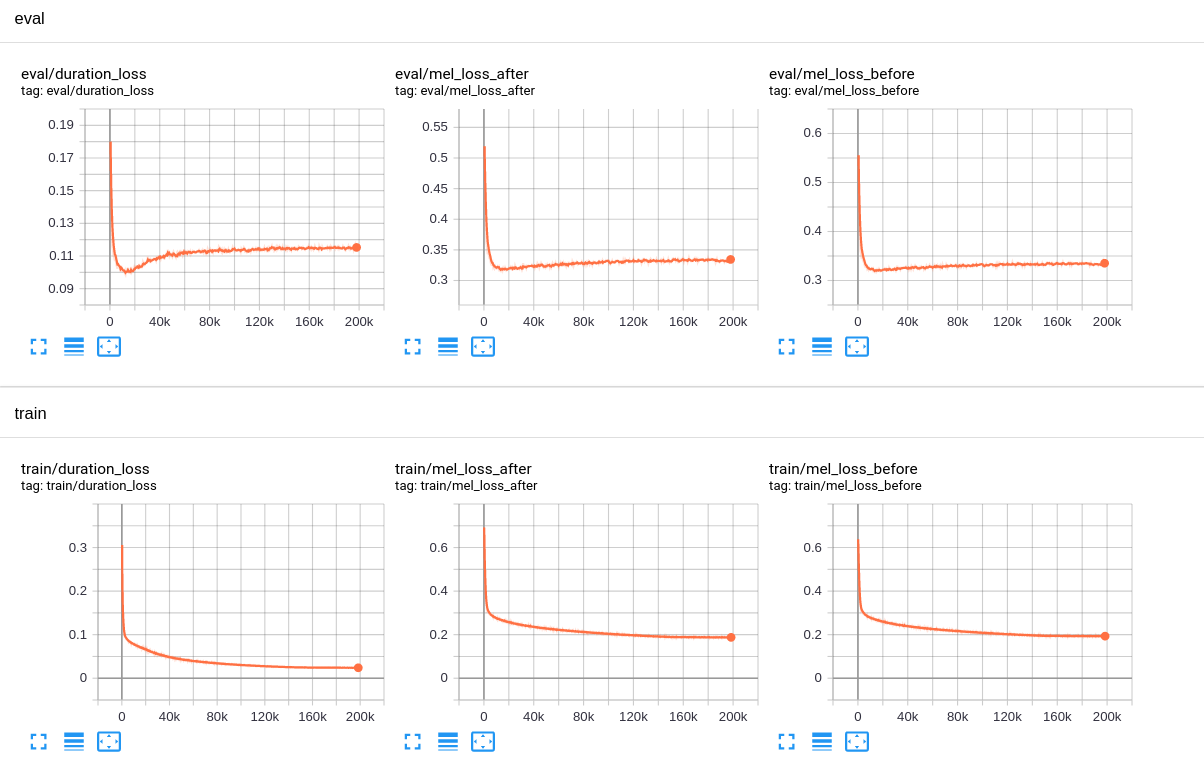 eval
eval/duration_loss
tag: eval/duration_loss
0.19
0.17
0.15
0.13
0.11
0.09
0 40k 80k 120k 160k 200k
eval/mel_loss_after
tag: eval/mel_loss_after
0.55
0.5
0.45
0.4
0.35
0.3
0 40k 80k 120k 160k 200k
eval/mel_loss_before
tag: eval/mel_loss_before
0.6
0.5
0.4
0.3
0 40k 80k 120k 160k 200k
train
train/duration_loss
tag: train/duration_loss
0.3
0.2
0.1
0
0 40k 80k 120k 160k 200k
train/mel_loss_after
tag: train/mel_loss_after
0.6
0.4
0.2
0
0 40k 80k 120k 160k 200k
train/mel_loss_before
tag: train/mel_loss_before
0.6
0.4
0.2
0
0 40k 80k 120k 160k 200k